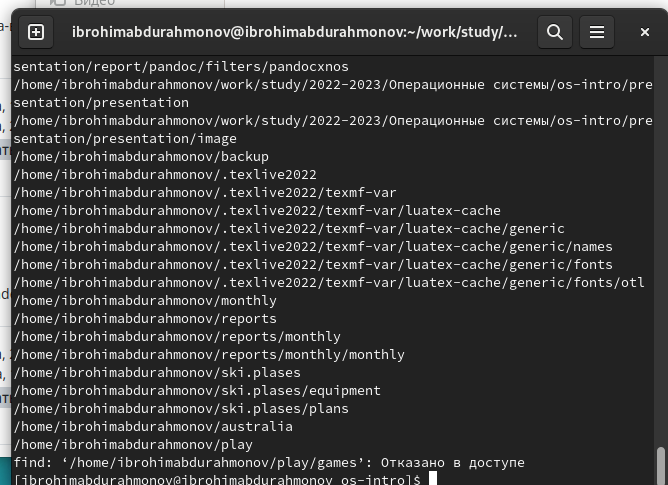 Видео
ibrohimabdurahmonov@ibrohimabdurahmonov:~/work/study/...
sentation/report/pandoc/filters/pandocxnos
/home/ibrohimabdurahmonov/work/study/2022-2023/Операционные системы/os-intro/pre
sentation/presentation
/home/ibrohimabdurahmonov/work/study/2022-2023/Операционные системы/os-intro/pre
sentation/presentation/image
/home/ibrohimabdurahmonov/backup
/home/ibrohimabdurahmonov/.texlive2022
/home/ibrohimabdurahmonov/.texlive2022/texmf-var
/home/ibrohimabdurahmonov/.texlive2022/texmf-var/luatex-cache
/home/ibrohimabdurahmonov/.texlive2022/texmf-var/luatex-cache/generic
/home/ibrohimabdurahmonov/.texlive2022/texmf-var/luatex-cache/generic/names
/home/ibrohimabdurahmonov/.texlive2022/texmf-var/luatex-cache/generic/fonts
/home/ibrohimabdurahmonov/.texlive2022/texmf-var/luatex-cache/generic/fonts/otl
/home/ibrohimabdurahmonov/monthly
/home/ibrohimabdurahmonov/reports
/home/ibrohimabdurahmonov/reports/monthly
/home/ibrohimabdurahmonov/reports/monthly/monthly
/home/ibrohimabdurahmonov/ski.plases
/home/ibrohimabdurahmonov/ski.plases/equipment
/home/ibrohimabdurahmonov/ski.plases/plans
/home/ibrohimabdurahmonov/australia
/home/ibrohimabdurahmonov/play
find: ‘/home/ibrohimabdurahmonov/play/games’: Отказано в доступе
[ibrohimabdurahmonov@ibrohimabdurahmonov os-intro]$